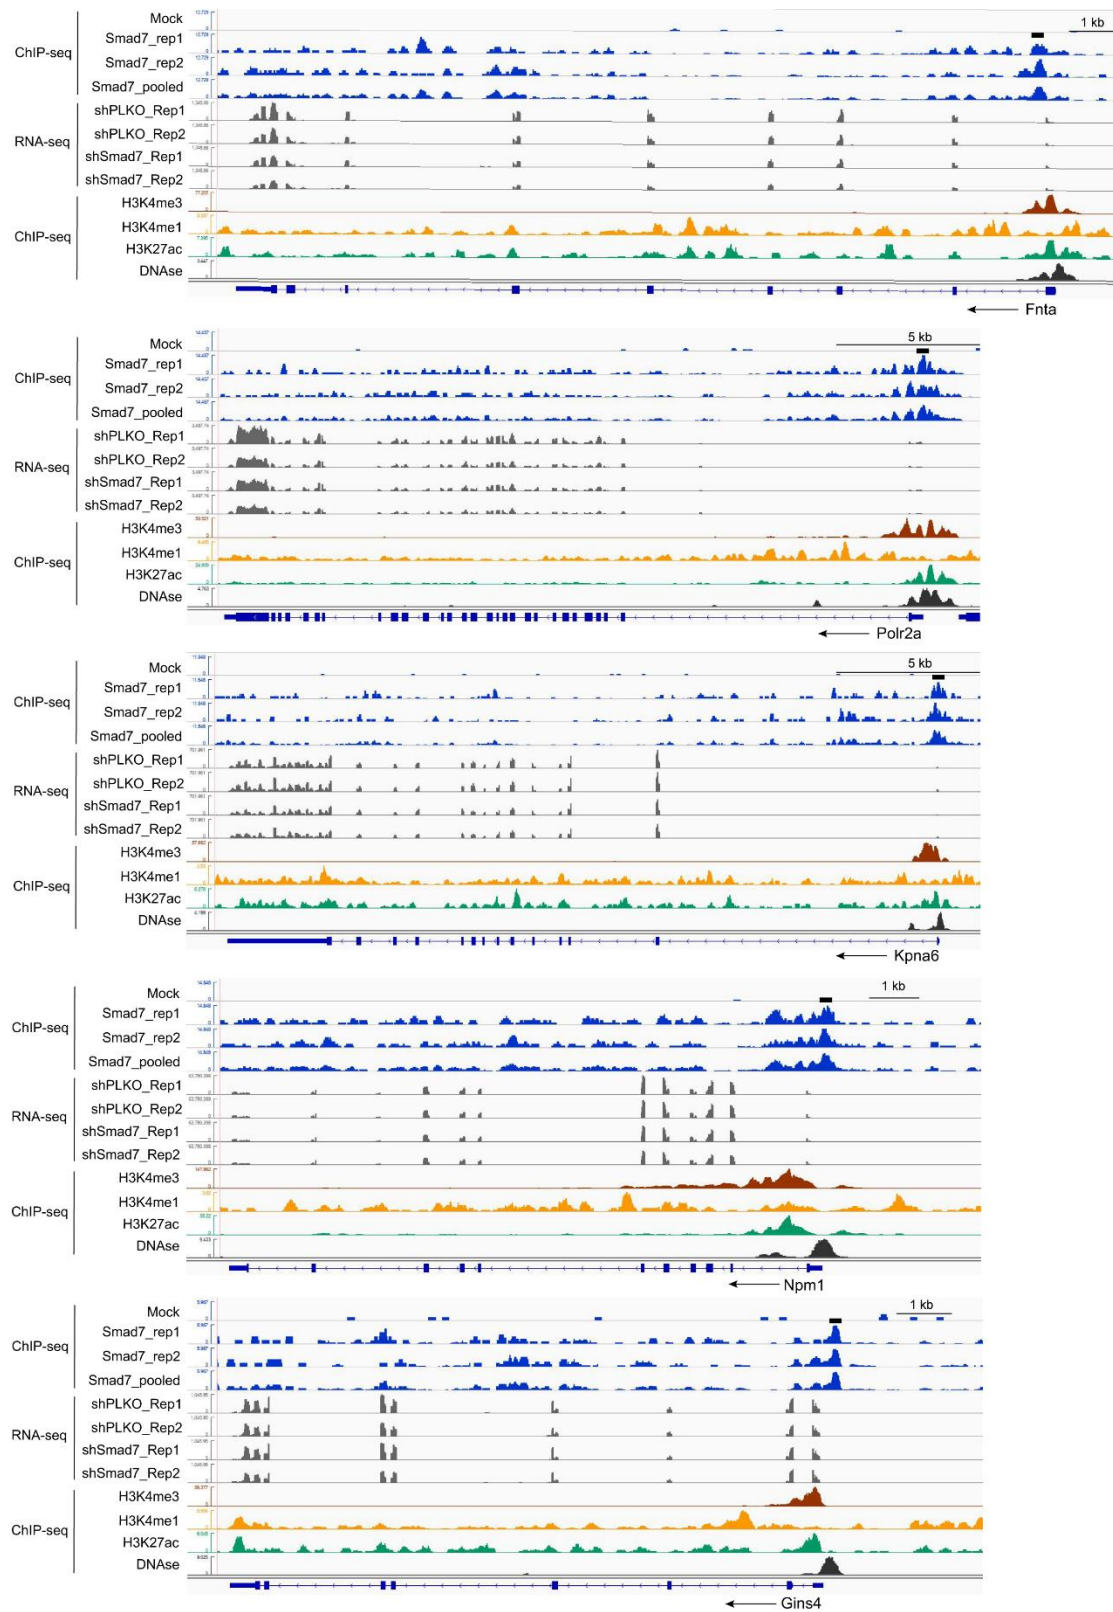 Mock
1 kb
ChIP-seq
Smad7_rep1
Smad7_rep2
Smad7_pooled
RNA-seq
shPLKO_Rep1
shPLKO_Rep2
shSmad7_Rep1
shSmad7_Rep2
ChIP-seq
H3K4me3
H3K4me1
H3K27ac
DNAse
Fnta
Mock
5 kb
ChIP-seq
Smad7_rep1
Smad7_rep2
Smad7_pooled
RNA-seq
shPLKO_Rep1
shPLKO_Rep2
shSmad7_Rep1
shSmad7_Rep2
ChIP-seq
H3K4me3
H3K4me1
H3K27ac
DNAse
Polr2a
Mock
5 kb
ChIP-seq
Smad7_rep1
Smad7_rep2
Smad7_pooled
RNA-seq
shPLKO_Rep1
shPLKO_Rep2
shSmad7_Rep1
shSmad7_Rep2
ChIP-seq
H3K4me3
H3K4me1
H3K27ac
DNAse
Kpna6
Mock
1 kb
ChIP-seq
Smad7_rep1
Smad7_rep2
Smad7_pooled
RNA-seq
shPLKO_Rep1
shPLKO_Rep2
shSmad7_Rep1
shSmad7_Rep2
ChIP-seq
H3K4me3
H3K4me1
H3K27ac
DNAse
Npm1
Mock
1 kb
ChIP-seq
Smad7_rep1
Smad7_rep2
Smad7_pooled
RNA-seq
shPLKO_Rep1
shPLKO_Rep2
shSmad7_Rep1
shSmad7_Rep2
ChIP-seq
H3K4me3
H3K4me1
H3K27ac
DNAse
Gins4